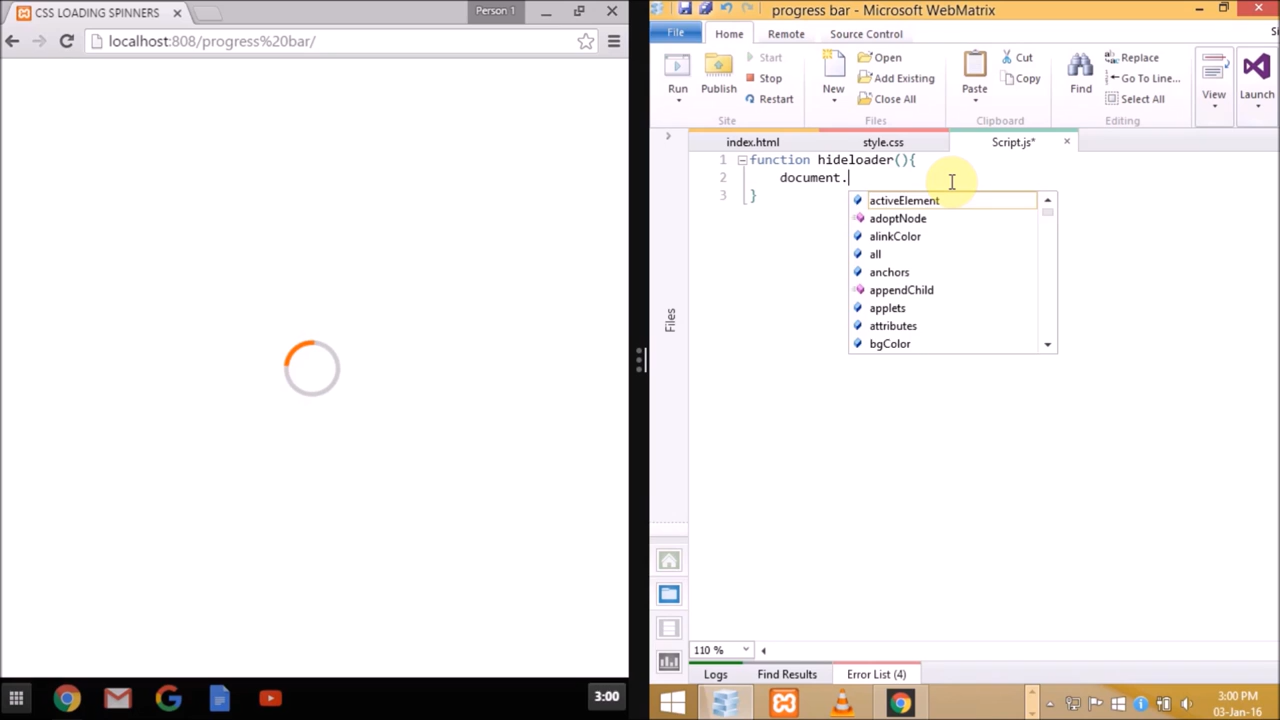 CSS LOADING SPINNERS
Person 1
localhost:808/progress%20bar/
3:00
progress bar - Microsoft WebMatrix
File
Home
Remote
Source Control
Run
Publish
Start
Stop
Restart
Site
New
Open
Add Existing
Close All
Files
Paste
Cut
Copy
Clipboard
Find
Replace
Go To Line...
Select All
Editing
View
Launch
index.html
style.css
Script.js*
Files
1 function hideloader(){
2 document.
3 }
activeElement
adoptNode
alinkColor
all
anchors
appendChild
applets
attributes
bgColor
110 %
Logs
Find Results
Error List (4)
3:00 PM
03-Jan-16